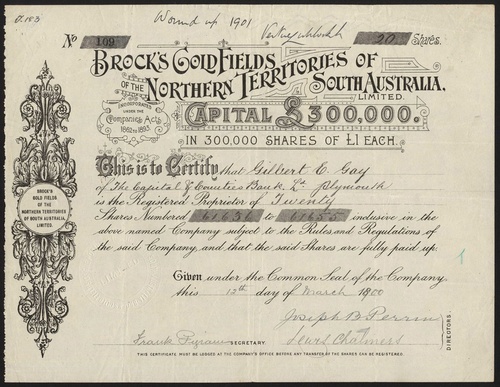 Wound up 1901
No 109
20 Shares.
BROCK'S GOLD FIELDS
OF THE NORTHERN TERRITORIES OF
SOUTH AUSTRALIA,
LIMITED.
INCORPORATED
UNDER THE
Companies Acts
1862 to 1893.
CAPITAL £300,000.
IN 300,000 SHARES OF £1 EACH.
This is to Certify that Gilbert E. Gay
of The Capital & Counties Bank Ld Plymouth
is the Registered Proprietor of Twenty
Shares Numbered 61636 to 61655 inclusive in the
above named Company subject to the Rules and Regulations of
the said Company, and that the said Shares are fully paid up.
Given under the Common Seal of the Company,
this 12th day of March 1900
Joseph B Perrin
Lewis Chalmers
DIRECTORS.
Frank
SECRETARY.
THIS CERTIFICATE MUST BE LODGED AT THE COMPANY'S OFFICE BEFORE ANY TRANSFER OF THE SHARES CAN BE REGISTERED.
BROCK'S
GOLD FIELDS
OF THE
NORTHERN TERRITORIES
OF SOUTH AUSTRALIA,
LIMITED.